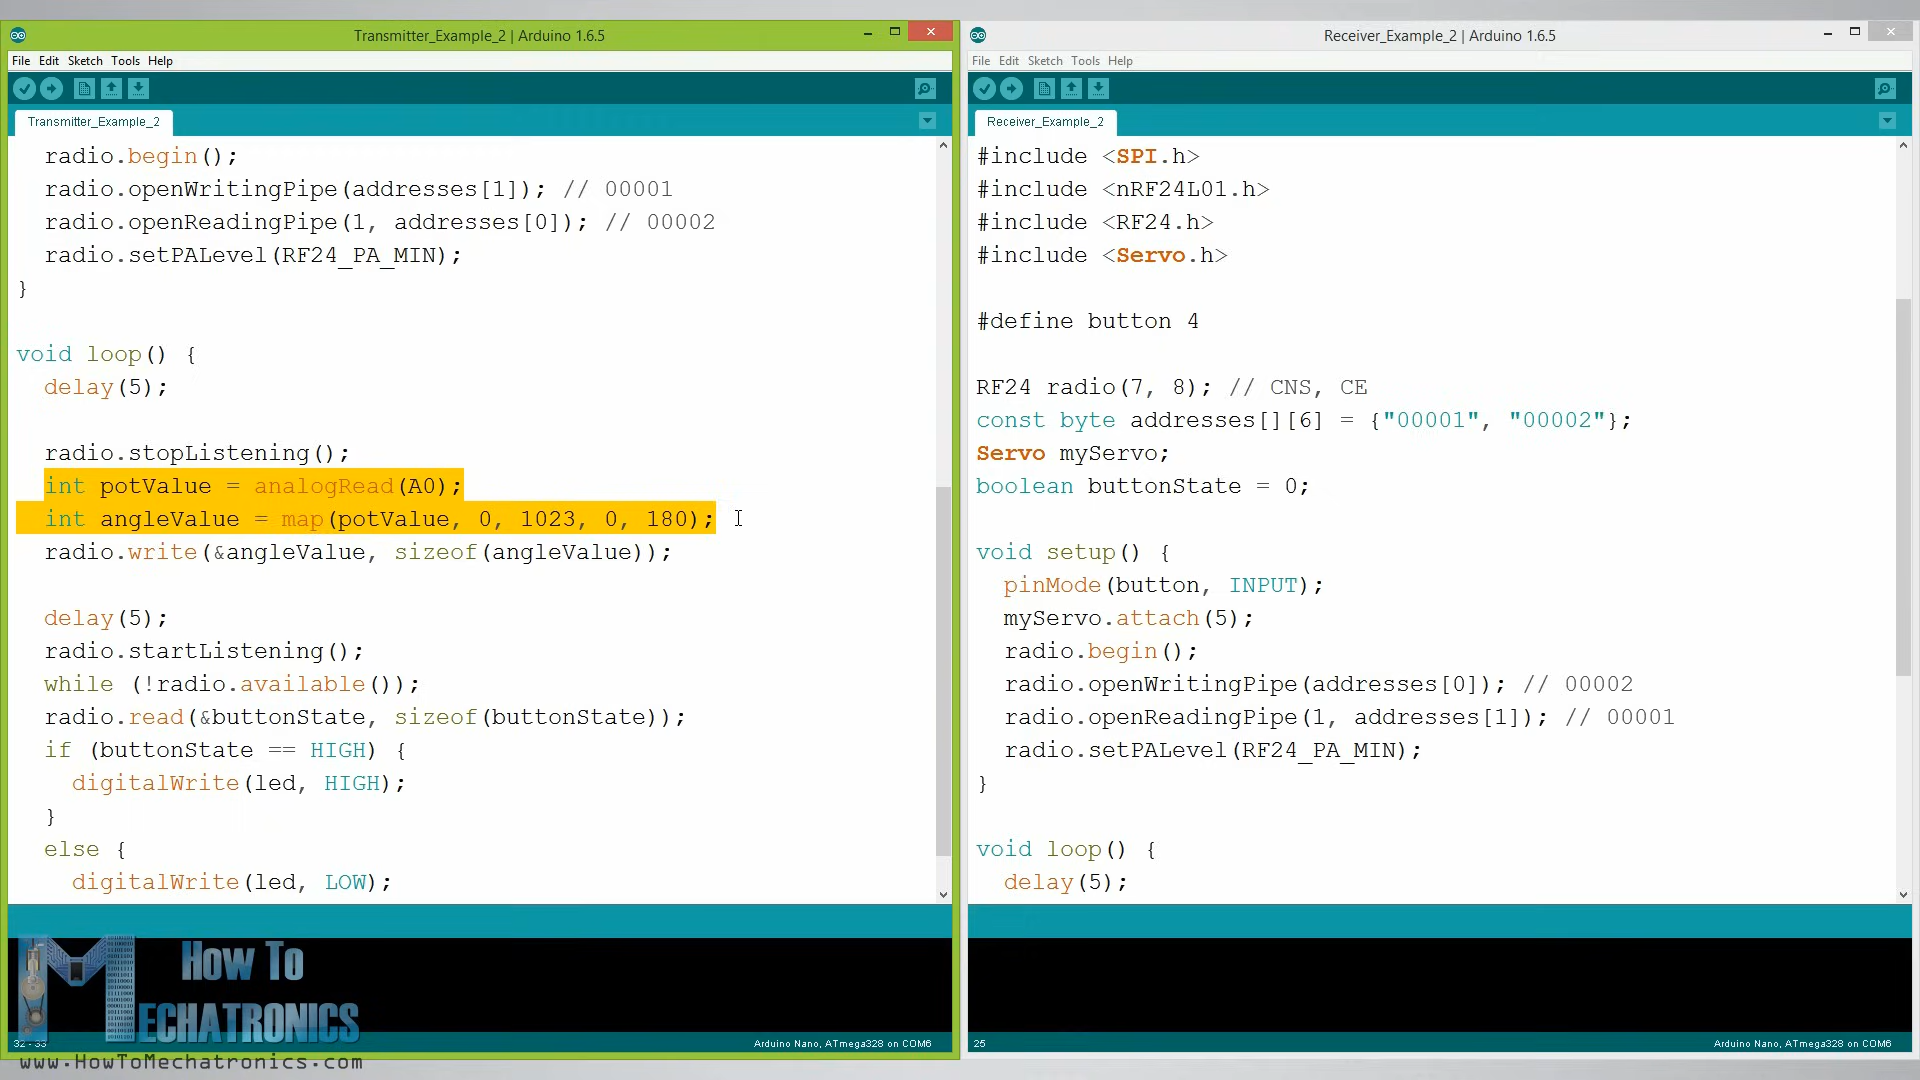 Transmitter_Example_2 | Arduino 1.6.5
File Edit Sketch Tools Help
Transmitter_Example_2
radio.begin();
radio.openWritingPipe(addresses[1]); // 00001
radio.openReadingPipe(1, addresses[0]); // 00002
radio.setPALevel(RF24_PA_MIN);
}
void loop() {
delay(5);
radio.stopListening();
int potValue = analogRead(A0);
int angleValue = map(potValue, 0, 1023, 0, 180);
radio.write(&angleValue, sizeof(angleValue));
delay(5);
radio.startListening();
while (!radio.available());
radio.read(&buttonState, sizeof(buttonState));
if (buttonState == HIGH) {
digitalWrite(led, HIGH);
}
else {
digitalWrite(led, LOW);
How To
MECHATRONICS
32 - 33
Arduino Nano, ATmega328 on COM6
www.HowToMechatronics.com
Receiver_Example_2 | Arduino 1.6.5
File Edit Sketch Tools Help
Receiver_Example_2
#include <SPI.h>
#include <nRF24L01.h>
#include <RF24.h>
#include <Servo.h>
#define button 4
RF24 radio(7, 8); // CNS, CE
const byte addresses[][6] = {"00001", "00002"};
Servo myServo;
boolean buttonState = 0;
void setup() {
pinMode(button, INPUT);
myServo.attach(5);
radio.begin();
radio.openWritingPipe(addresses[0]); // 00002
radio.openReadingPipe(1, addresses[1]); // 00001
radio.setPALevel(RF24_PA_MIN);
}
void loop() {
delay(5);
25
Arduino Nano, ATmega328 on COM6